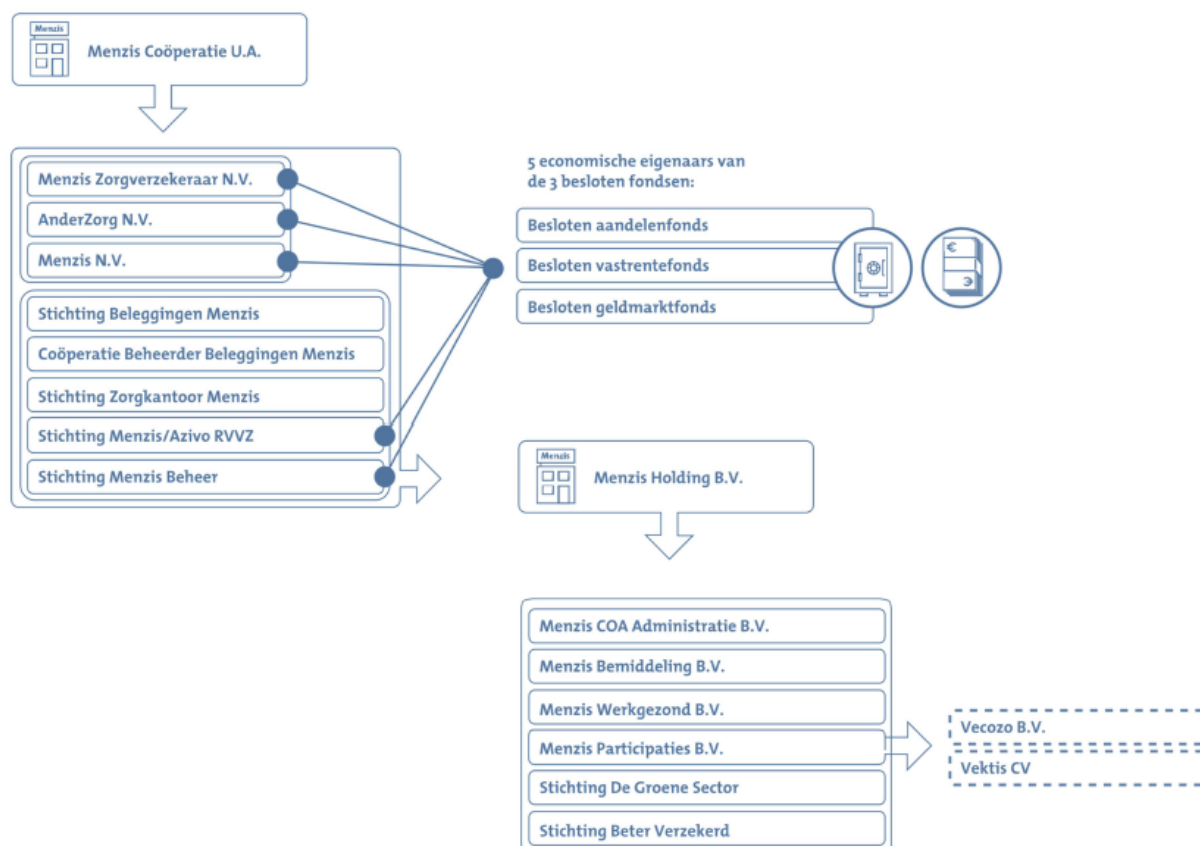 Menzis
Menzis Coöperatie U.A.
Menzis Zorgverzekeraar N.V.
AnderZorg N.V.
Menzis N.V.
Stichting Beleggingen Menzis
Coöperatie Beheerder Beleggingen Menzis
Stichting Zorgkantoor Menzis
Stichting Menzis/Azivo RVVZ
Stichting Menzis Beheer
5 economische eigenaars van
de 3 besloten fondsen:
Besloten aandelenfonds
Besloten vastrentefonds
Besloten geldmarktfonds
€
€
Menzis
Menzis Holding B.V.
Menzis COA Administratie B.V.
Menzis Bemiddeling B.V.
Menzis Werkgezond B.V.
Menzis Participaties B.V.
Stichting De Groene Sector
Stichting Beter Verzekerd
Vecozo B.V.
Vektis CV